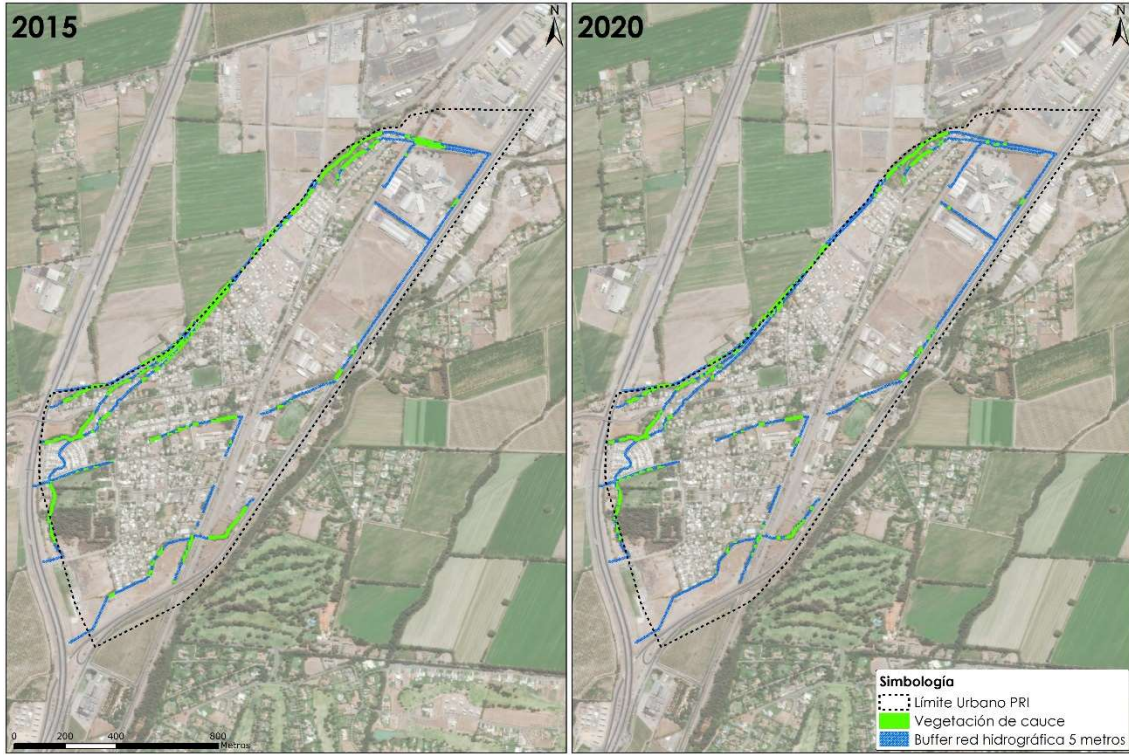 2015
N
0 200 400 800
Metros
2020
N
Simbología
Límite Urbano PRI
Vegetación de cauce
Buffer red hidrográfica 5 metros